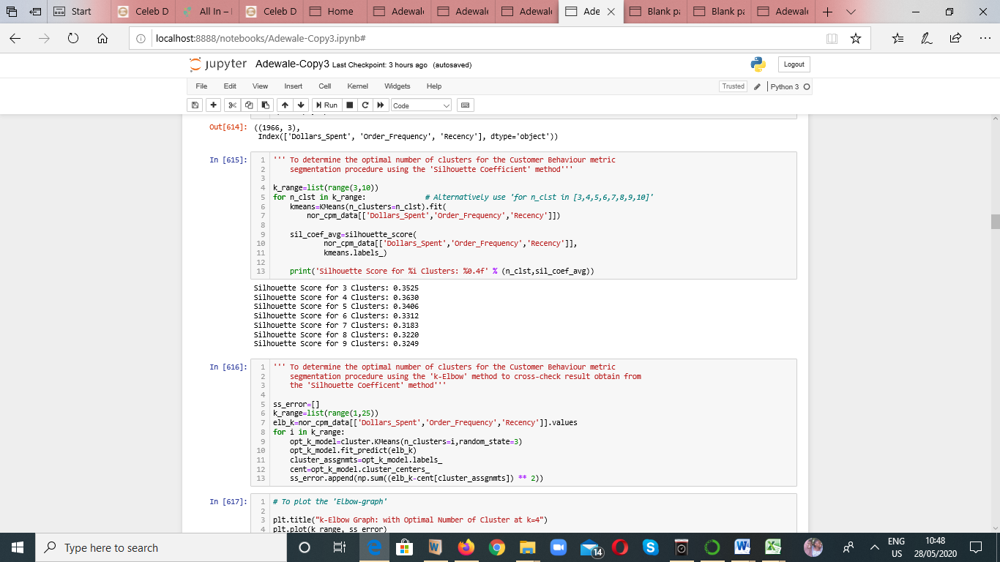 Start
Celeb D
All In –
Celeb D
Home
Adewal
Adewal
Adewal
Ade
Blank pa
Blank pa
Adewal
localhost:8888/notebooks/Adewale-Copy3.ipynb#
jupyter Adewale-Copy3 Last Checkpoint: 3 hours ago (autosaved)
Logout
File Edit View Insert Cell Kernel Widgets Help
Trusted
Python 3
Run
Code
Out[614]: ((1966, 3),
Index(['Dollars_Spent', 'Order_Frequency', 'Recency'], dtype='object'))
In [615]:
1 ''' To determine the optimal number of clusters for the Customer Behaviour metric
2 segmentation procedure using the 'Silhouette Coefficient' method'''
3
4 k_range=list(range(3,10))
5 for n_clst in k_range: # Alternatively use 'for n_clst in [3,4,5,6,7,8,9,10]'
6 kmeans=KMeans(n_clusters=n_clst).fit(
7 nor_cpm_data[['Dollars_Spent','Order_Frequency','Recency']])
8
9 sil_coef_avg=silhouette_score(
10 nor_cpm_data[['Dollars_Spent','Order_Frequency','Recency']],
11 kmeans.labels_)
12
13 print('Silhouette Score for %i Clusters: %0.4f' % (n_clst,sil_coef_avg))
Silhouette Score for 3 Clusters: 0.3525
Silhouette Score for 4 Clusters: 0.3630
Silhouette Score for 5 Clusters: 0.3406
Silhouette Score for 6 Clusters: 0.3312
Silhouette Score for 7 Clusters: 0.3183
Silhouette Score for 8 Clusters: 0.3220
Silhouette Score for 9 Clusters: 0.3249
In [616]:
1 ''' To determine the optimal number of clusters for the Customer Behaviour metric
2 segmentation procedure using the 'k-Elbow' method to cross-check result obtain from
3 the 'Silhouette Coefficent' method'''
4
5 ss_error=[]
6 k_range=list(range(1,25))
7 elb_k=nor_cpm_data[['Dollars_Spent','Order_Frequency','Recency']].values
8 for i in k_range:
9 opt_k_model=cluster.KMeans(n_clusters=i,random_state=3)
10 opt_k_model.fit_predict(elb_k)
11 cluster_assgnmts=opt_k_model.labels_
12 cent=opt_k_model.cluster_centers_
13 ss_error.append(np.sum((elb_k-cent[cluster_assgnmts]) ** 2))
In [617]:
1 # To plot the 'Elbow-graph'
2
3 plt.title("k-Elbow Graph: with Optimal Number of Cluster at k=4")
4 plt.plot(k_range, ss_error)
Type here to search
14
ENG
US
10:48
28/05/2020